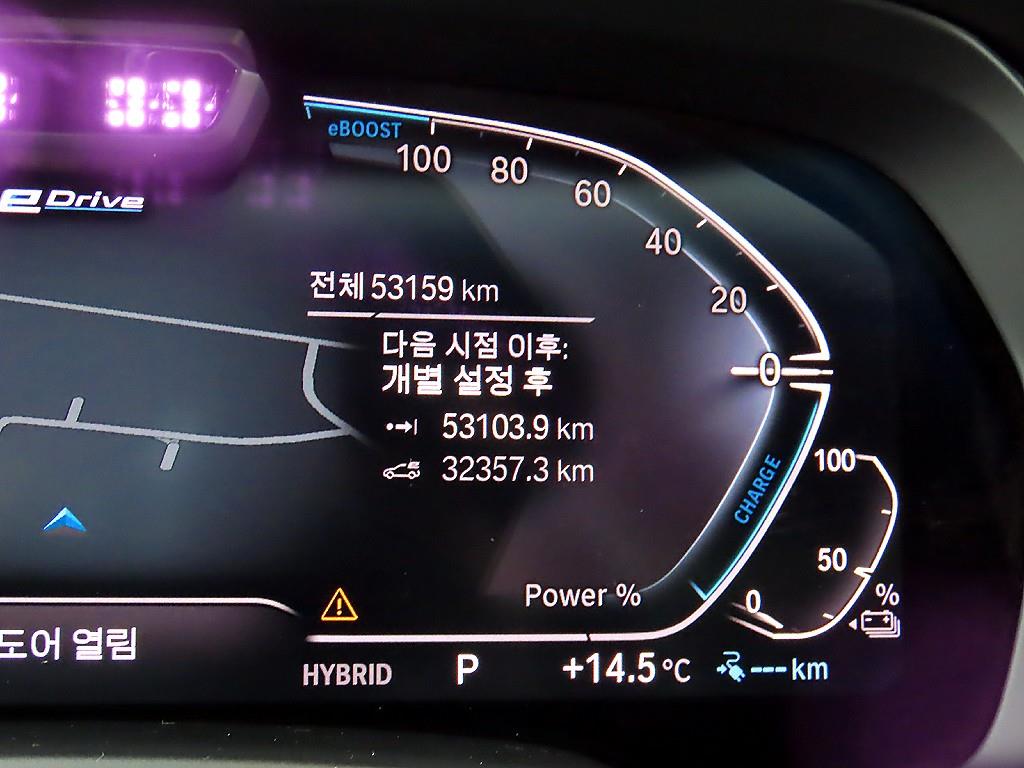 eBOOST
100
80
60
40
20
0
eDrive
전체 53159 km
다음 시점 이후:
개별 설정 후
53103.9 km
32357.3 km
CHARGE
100
50
0
%
Power %
도어 열림
HYBRID P +14.5 °C --- km